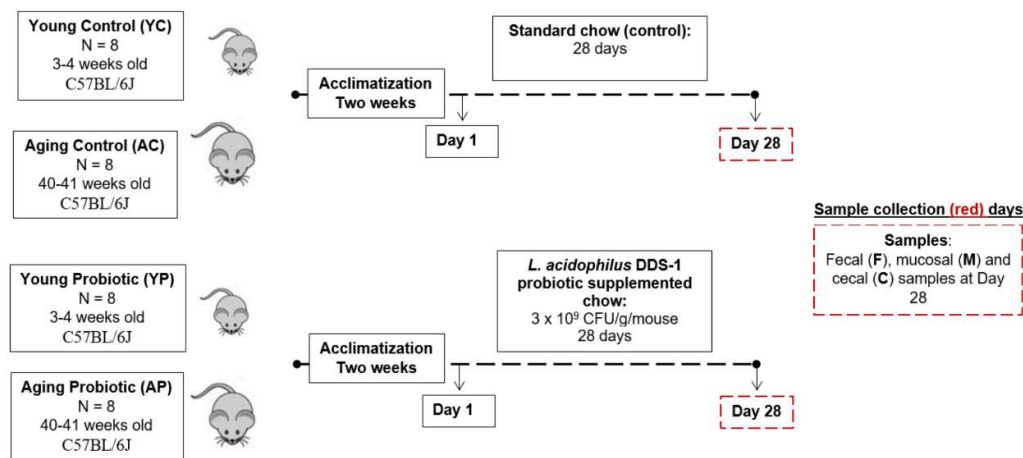 Young Control (YC)
N = 8
3-4 weeks old
C57BL/6J
Standard chow (control):
28 days
Acclimatization
Two weeks
Day 1
Day 28
Aging Control (AC)
N = 8
40-41 weeks old
C57BL/6J
Sample collection (red) days
Samples:
Fecal (F), mucosal (M) and
cecal (C) samples at Day
28
Young Probiotic (YP)
N = 8
3-4 weeks old
C57BL/6J
L. acidophilus DDS-1
probiotic supplemented
chow:
3 x 10⁹ CFU/g/mouse
28 days
Acclimatization
Two weeks
Day 1
Day 28
Aging Probiotic (AP)
N = 8
40-41 weeks old
C57BL/6J